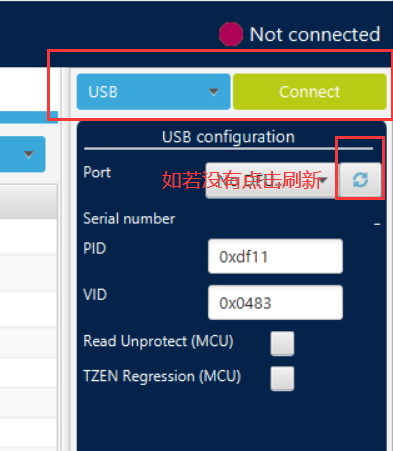 Not connected
USB
Connect
USB configuration
Port
如若没有点击刷新
Serial number
-
PID
0xdf11
VID
0x0483
Read Unprotect (MCU)
TZEN Regression (MCU)